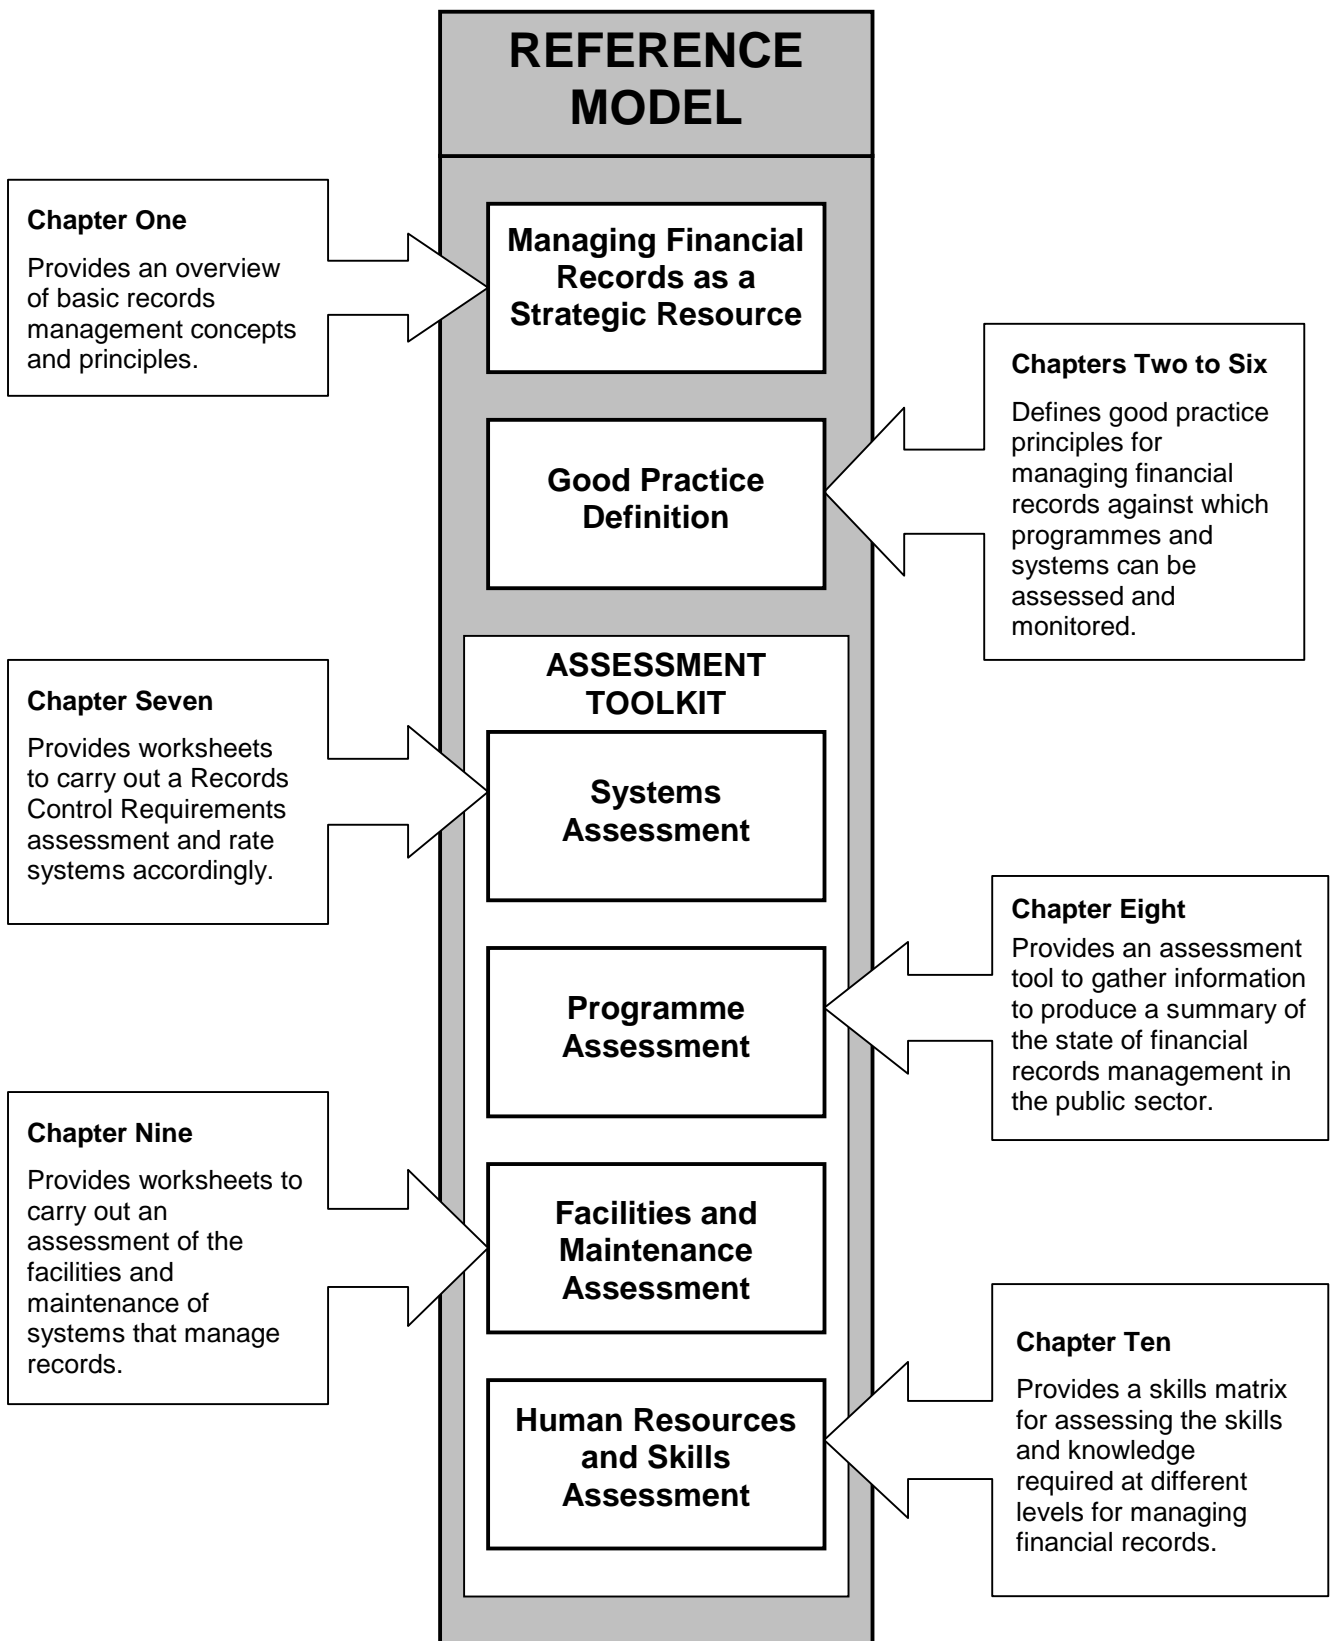 REFERENCE
MODEL
Chapter One
Provides an overview
of basic records
management concepts
and principles.
Managing Financial
Records as a
Strategic Resource
Chapters Two to Six
Defines good practice
principles for
managing financial
records against which
programmes and
systems can be
assessed and
monitored.
Good Practice
Definition
ASSESSMENT
TOOLKIT
Chapter Seven
Provides worksheets
to carry out a Records
Control Requirements
assessment and rate
systems accordingly.
Systems
Assessment
Chapter Eight
Provides an assessment
tool to gather information
to produce a summary of
the state of financial
records management in
the public sector.
Programme
Assessment
Chapter Nine
Provides worksheets to
carry out an
assessment of the
facilities and
maintenance of
systems that manage
records.
Facilities and
Maintenance
Assessment
Chapter Ten
Provides a skills matrix
for assessing the skills
and knowledge
required at different
levels for managing
financial records.
Human Resources
and Skills
Assessment